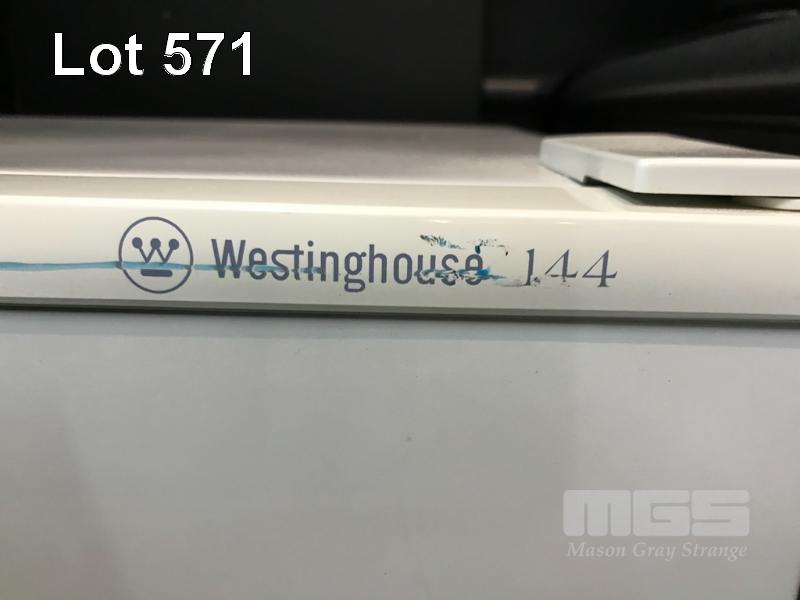 Lot 571
Westinghouse 144
MGS
Mason Gray Strange